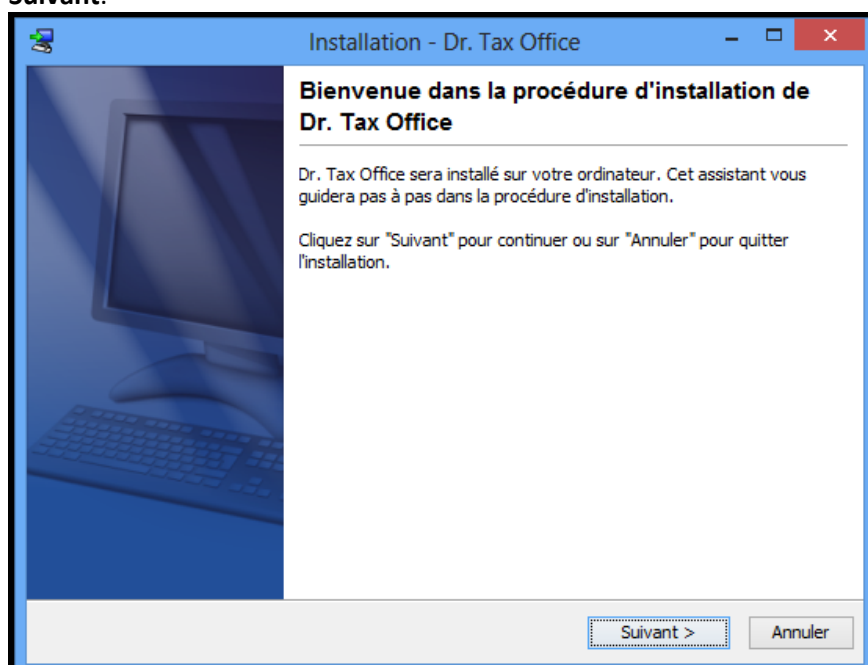 Suivant.
Installation - Dr. Tax Office
Bienvenue dans la procédure d'installation de
Dr. Tax Office
Dr. Tax Office sera installé sur votre ordinateur. Cet assistant vous
guidera pas à pas dans la procédure d'installation.
Cliquez sur "Suivant" pour continuer ou sur "Annuler" pour quitter
l'installation.
Suivant >
Annuler